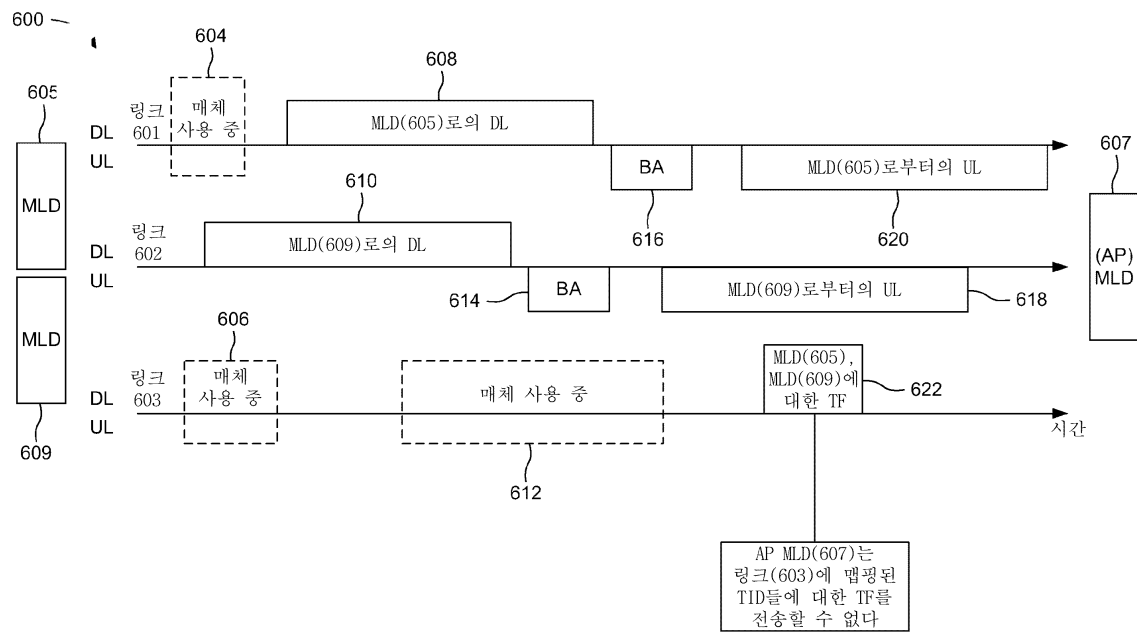 600
604
608
605
링크
601
매체
사용 중
MLD(605)로의 DL
607
DL
UL
BA
MLD(605)로부터의 UL
MLD
610
616
620
링크
602
MLD(609)로의 DL
(AP)
MLD
DL
UL
614
BA
MLD(609)로부터의 UL
618
MLD
606
링크
603
매체
사용 중
매체 사용 중
MLD(605),
MLD(609)에
대한 TF
622
DL
UL
시간
609
612
AP MLD(607)는
링크(603)에 맵핑된
TID들에 대한 TF를
전송할 수 없다